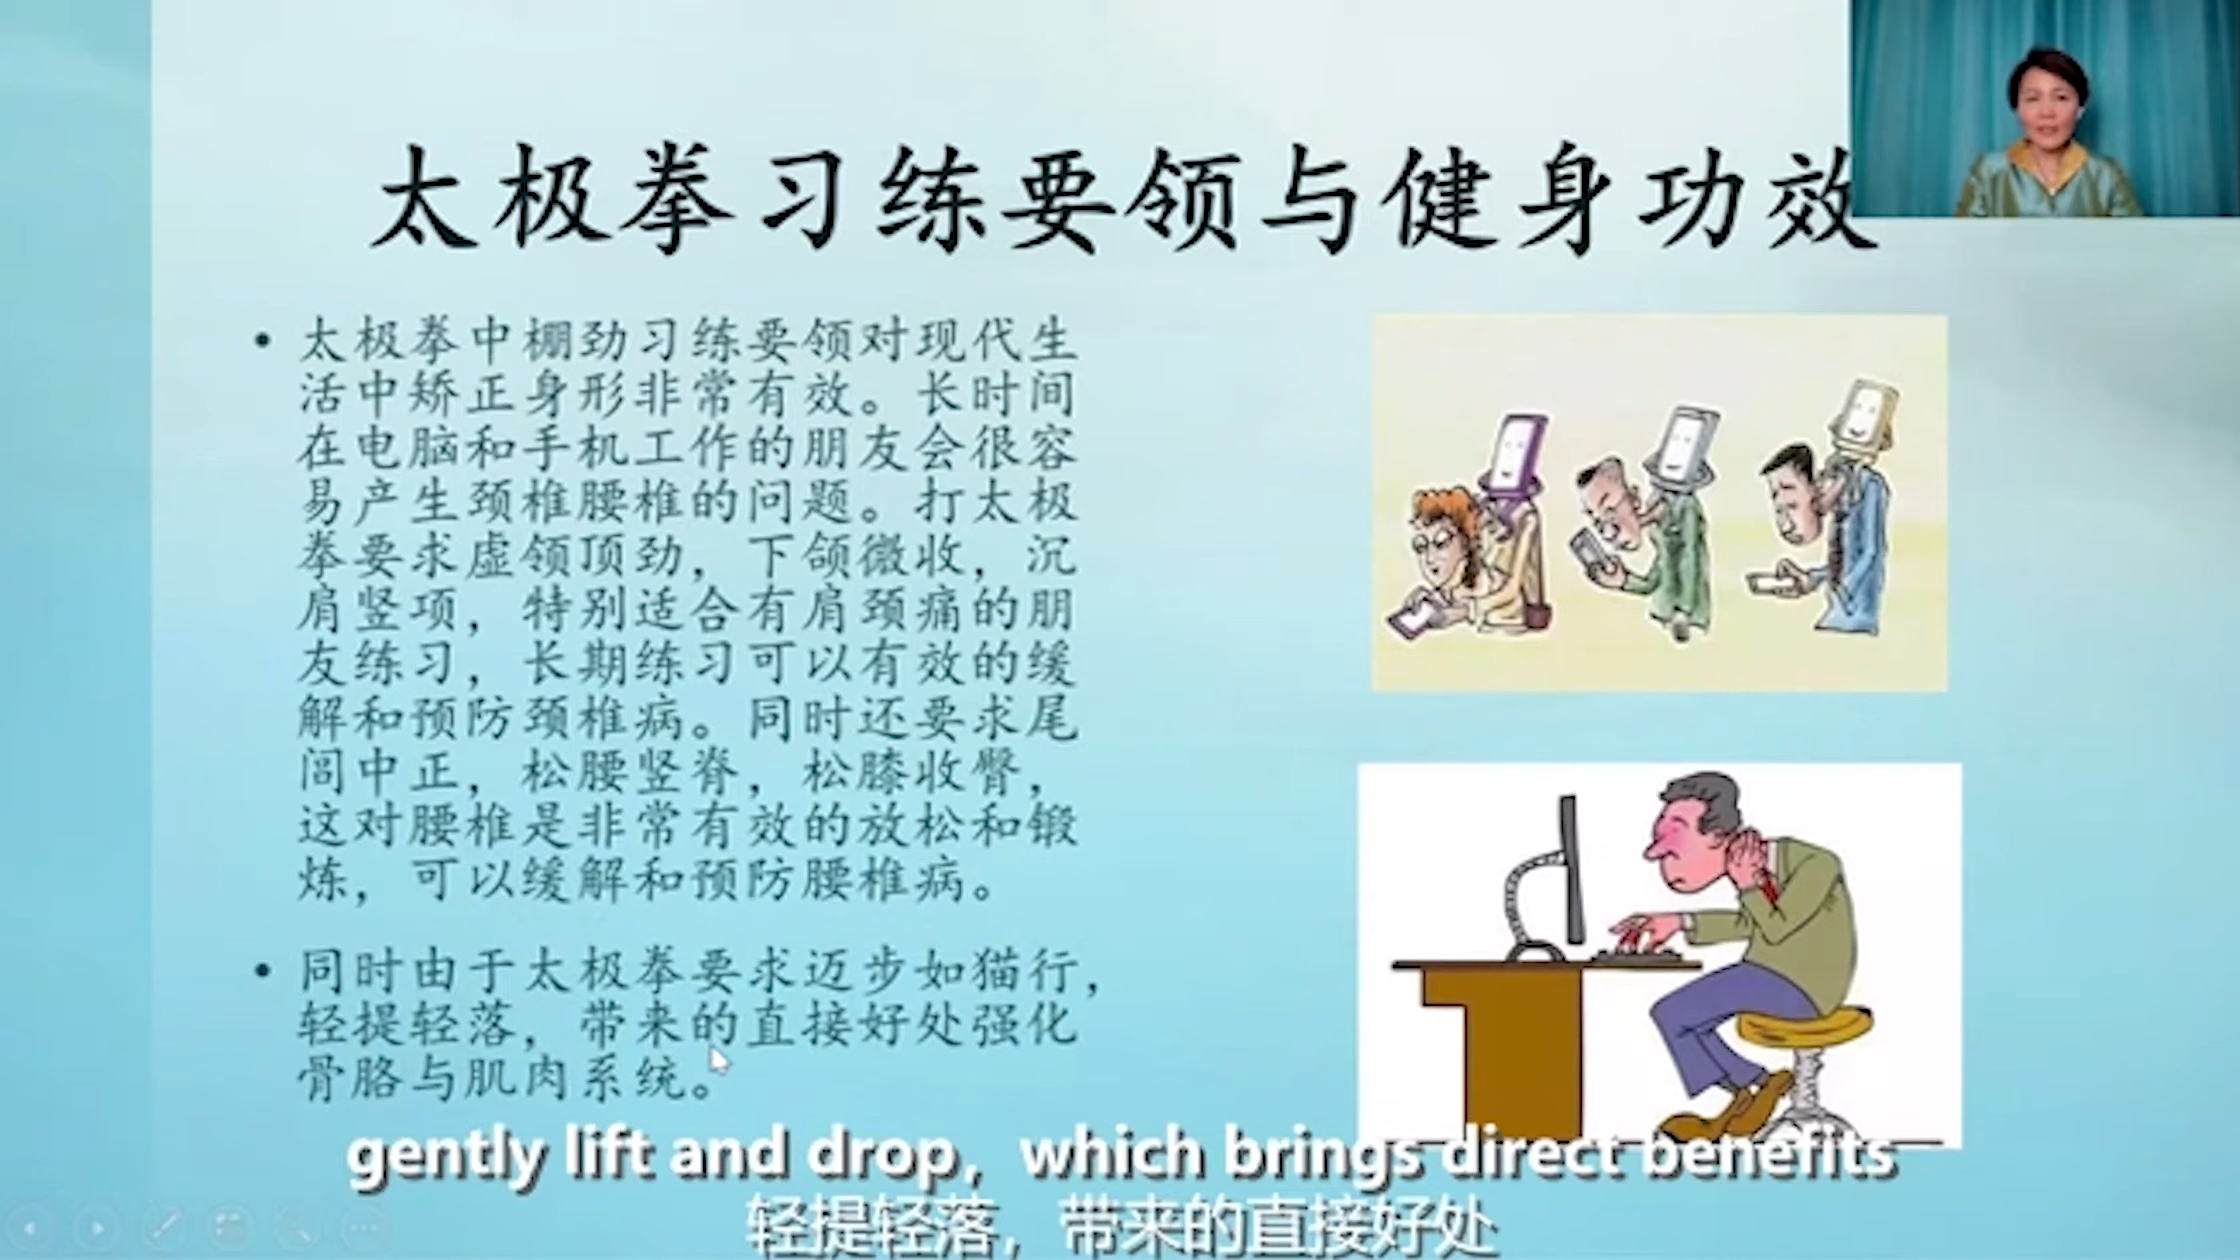 太极拳习练要领与健身功效
• 太极拳中棚劲习练要领对现代生
活中矫正身形非常有效。长时间
在电脑和手机工作的朋友会很容
易产生颈椎腰椎的问题。打太极
拳要求虚领顶劲，下颌微收，沉
肩竖项，特别适合有肩颈痛的朋
友练习，长期练习可以有效的缓
解和预防颈椎病。同时还要求尾
闾中正，松腰竖脊，松膝收臀，
这对腰椎是非常有效的放松和锻
炼，可以缓解和预防腰椎病。
• 同时由于太极拳要求迈步如猫行，
轻提轻落，带来的直接好处强化
骨胳与肌肉系统。
gently lift and drop，which brings direct benefits
轻提轻落，带来的直接好处